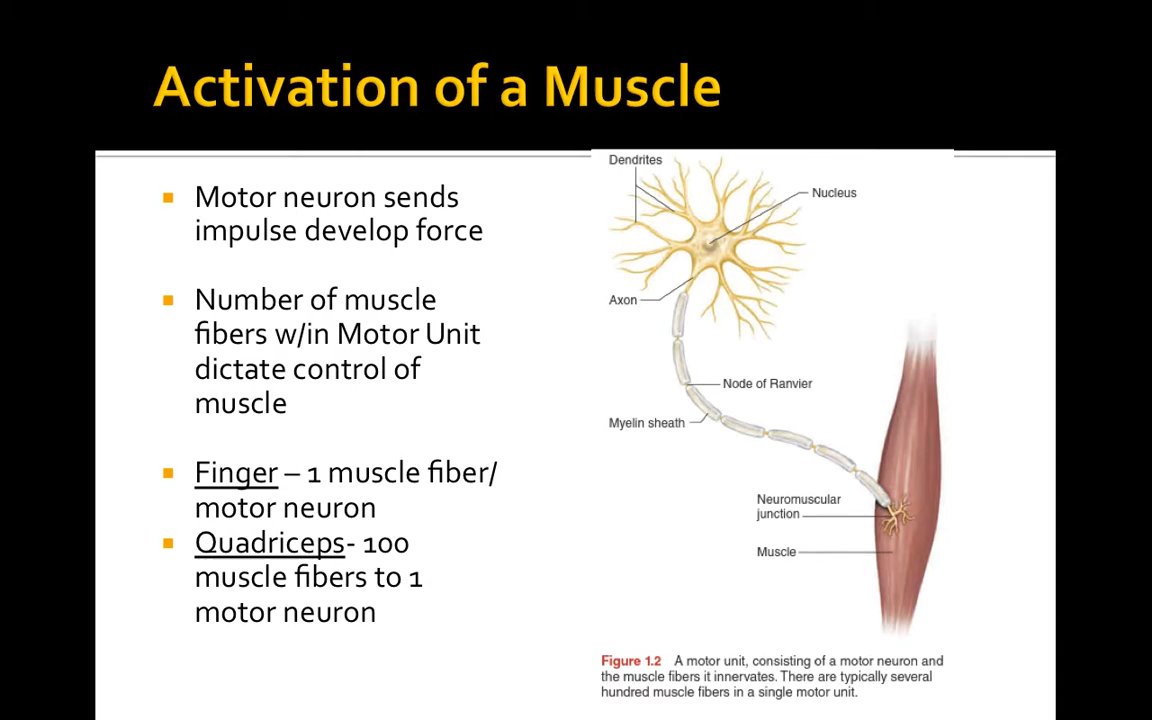 Activation of a Muscle
Motor neuron sends
impulse develop force
Number of muscle
fibers w/in Motor Unit
dictate control of
muscle
Finger – 1 muscle fiber/
motor neuron
Quadriceps- 100
muscle fibers to 1
motor neuron
Dendrites
Nucleus
Axon
Node of Ranvier
Myelin sheath
Neuromuscular
junction
Muscle
Figure 1.2 A motor unit, consisting of a motor neuron and
the muscle fibers it innervates. There are typically several
hundred muscle fibers in a single motor unit.